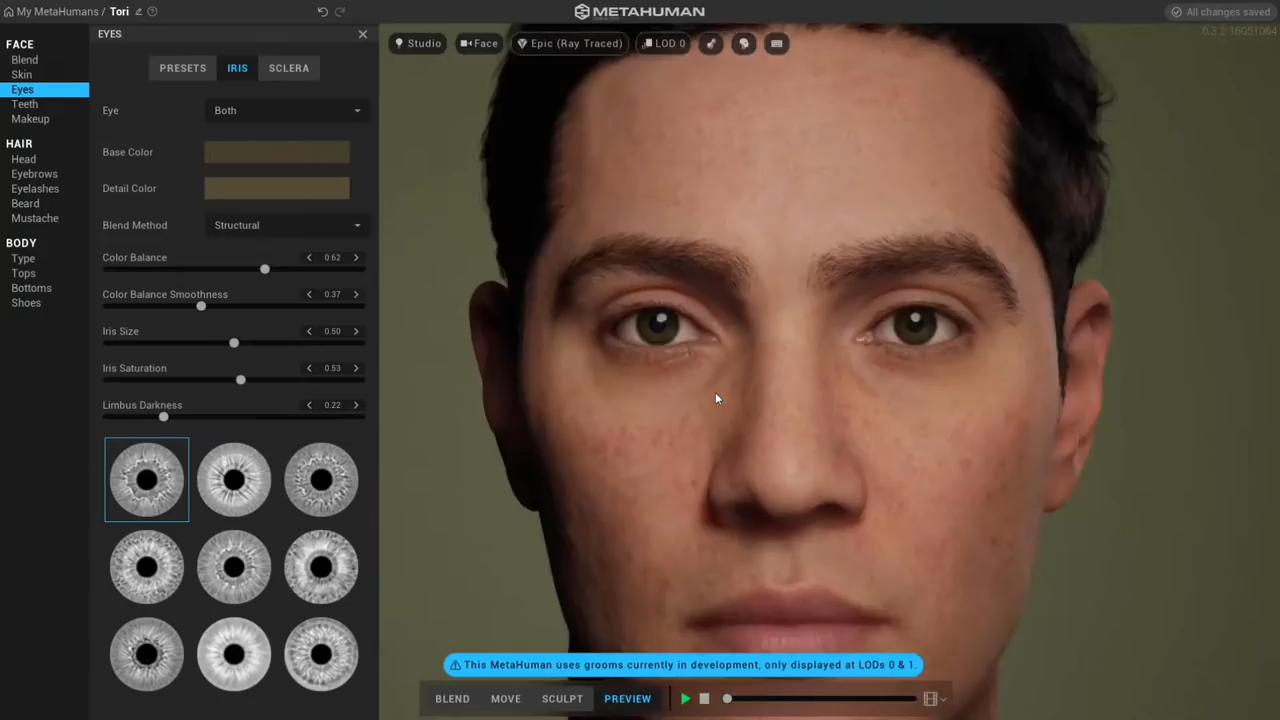 My MetaHumans / Tori
METAHUMAN
All changes saved
0.3.2.16051064
FACE
Blend
Skin
Eyes
Teeth
Makeup
HAIR
Head
Eyebrows
Eyelashes
Beard
Mustache
BODY
Type
Tops
Bottoms
Shoes
EYES
PRESETS IRIS SCLERA
Eye Both
Base Color
Detail Color
Blend Method Structural
Color Balance 0.62
Color Balance Smoothness 0.37
Iris Size 0.50
Iris Saturation 0.53
Limbus Darkness 0.22
Studio Face Epic (Ray Traced) LOD 0
This MetaHuman uses grooms currently in development, only displayed at LODs 0 & 1.
BLEND MOVE SCULPT PREVIEW